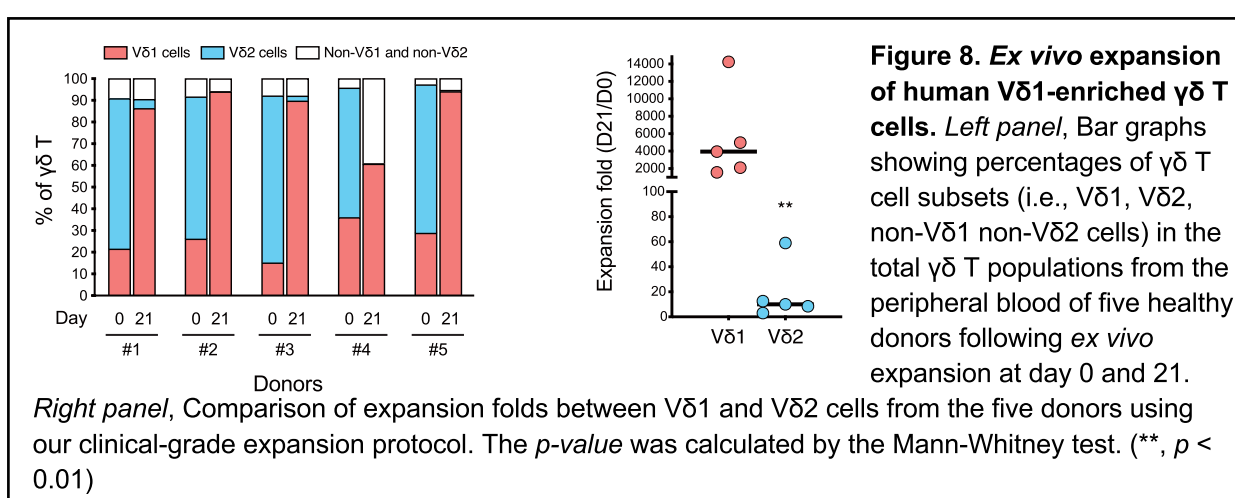 Vδ1 cells Vδ2 cells Non-Vδ1 and non-Vδ2
% of γδ T
100
90
80
70
60
50
40
30
20
10
0
Day 0 21 0 21 0 21 0 21 0 21
#1 #2 #3 #4 #5
Donors
Expansion fold (D21/D0)
14000
12000
10000
8000
6000
4000
2000
100
80
60
40
20
0
**
Vδ1 Vδ2
Figure 8. Ex vivo expansion
of human Vδ1-enriched γδ T
cells. Left panel, Bar graphs
showing percentages of γδ T
cell subsets (i.e., Vδ1, Vδ2,
non-Vδ1 non-Vδ2 cells) in the
total γδ T populations from the
peripheral blood of five healthy
donors following ex vivo
expansion at day 0 and 21.
Right panel, Comparison of expansion folds between Vδ1 and Vδ2 cells from the five donors using
our clinical-grade expansion protocol. The p-value was calculated by the Mann-Whitney test. (**, p <
0.01)